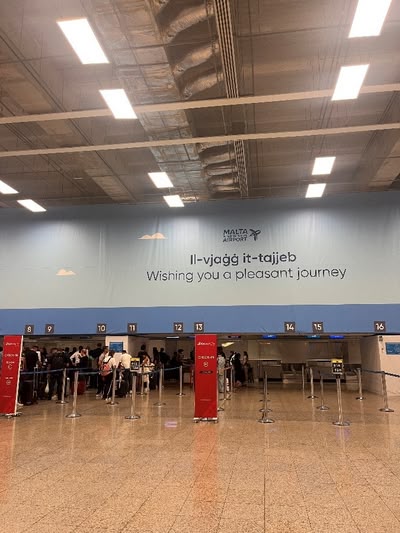 MALTA
AIRPORT
Il-vjaġġ it-tajjeb
Wishing you a pleasant journey
8 9 10 11 12 13 14 15 16